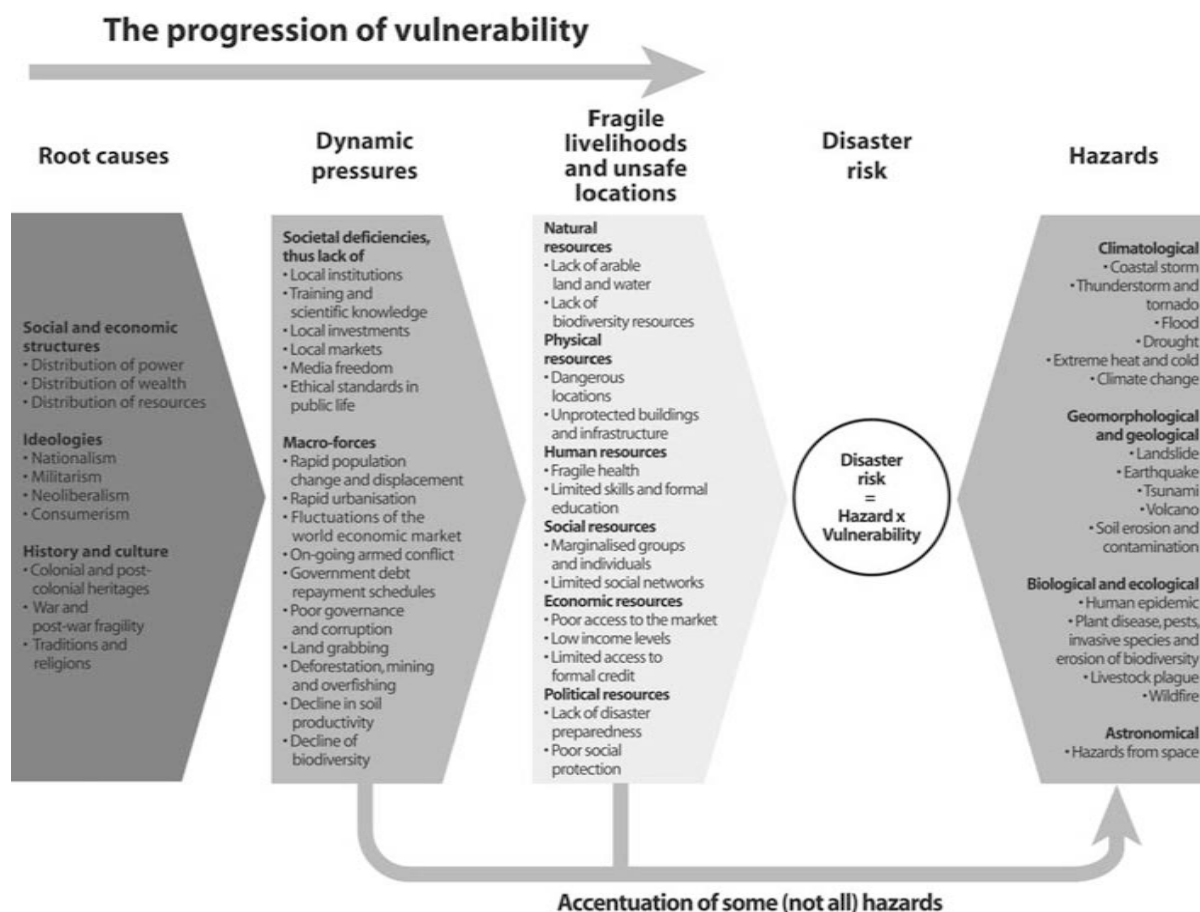 The progression of vulnerability
Root causes
Dynamic
pressures
Fragile
livelihoods
and unsafe
locations
Disaster
risk
Hazards
Social and economic
structures
• Distribution of power
• Distribution of wealth
• Distribution of resources
Ideologies
• Nationalism
• Militarism
• Neoliberalism
• Consumerism
History and culture
• Colonial and post-
colonial heritages
• War and
post-war fragility
• Traditions and
religions
Societal deficiencies,
thus lack of
• Local institutions
• Training and
scientific knowledge
• Local investments
• Local markets
• Media freedom
• Ethical standards in
public life
Macro-forces
• Rapid population
change and displacement
• Rapid urbanisation
• Fluctuations of the
world economic market
• On-going armed conflict
• Government debt
repayment schedules
• Poor governance
and corruption
• Land grabbing
• Deforestation, mining
and overfishing
• Decline in soil
productivity
• Decline of
biodiversity
Natural
resources
• Lack of arable
land and water
• Lack of
biodiversity resources
Physical
resources
• Dangerous
locations
• Unprotected buildings
and infrastructure
Human resources
• Fragile health
• Limited skills and formal
education
Social resources
• Marginalised groups
and individuals
• Limited social networks
Economic resources
• Poor access to the market
• Low income levels
• Limited access to
formal credit
Political resources
• Lack of disaster
preparedness
• Poor social
protection
Disaster
risk
=
Hazard x
Vulnerability
Climatological
• Coastal storm
• Thunderstorm and
tornado
• Flood
• Drought
• Extreme heat and cold
• Climate change
Geomorphological
and geological
• Landslide
• Earthquake
• Tsunami
• Volcano
• Soil erosion and
contamination
Biological and ecological
• Human epidemic
• Plant disease, pests,
invasive species and
erosion of biodiversity
• Livestock plague
• Wildfire
Astronomical
• Hazards from space
Accentuation of some (not all) hazards